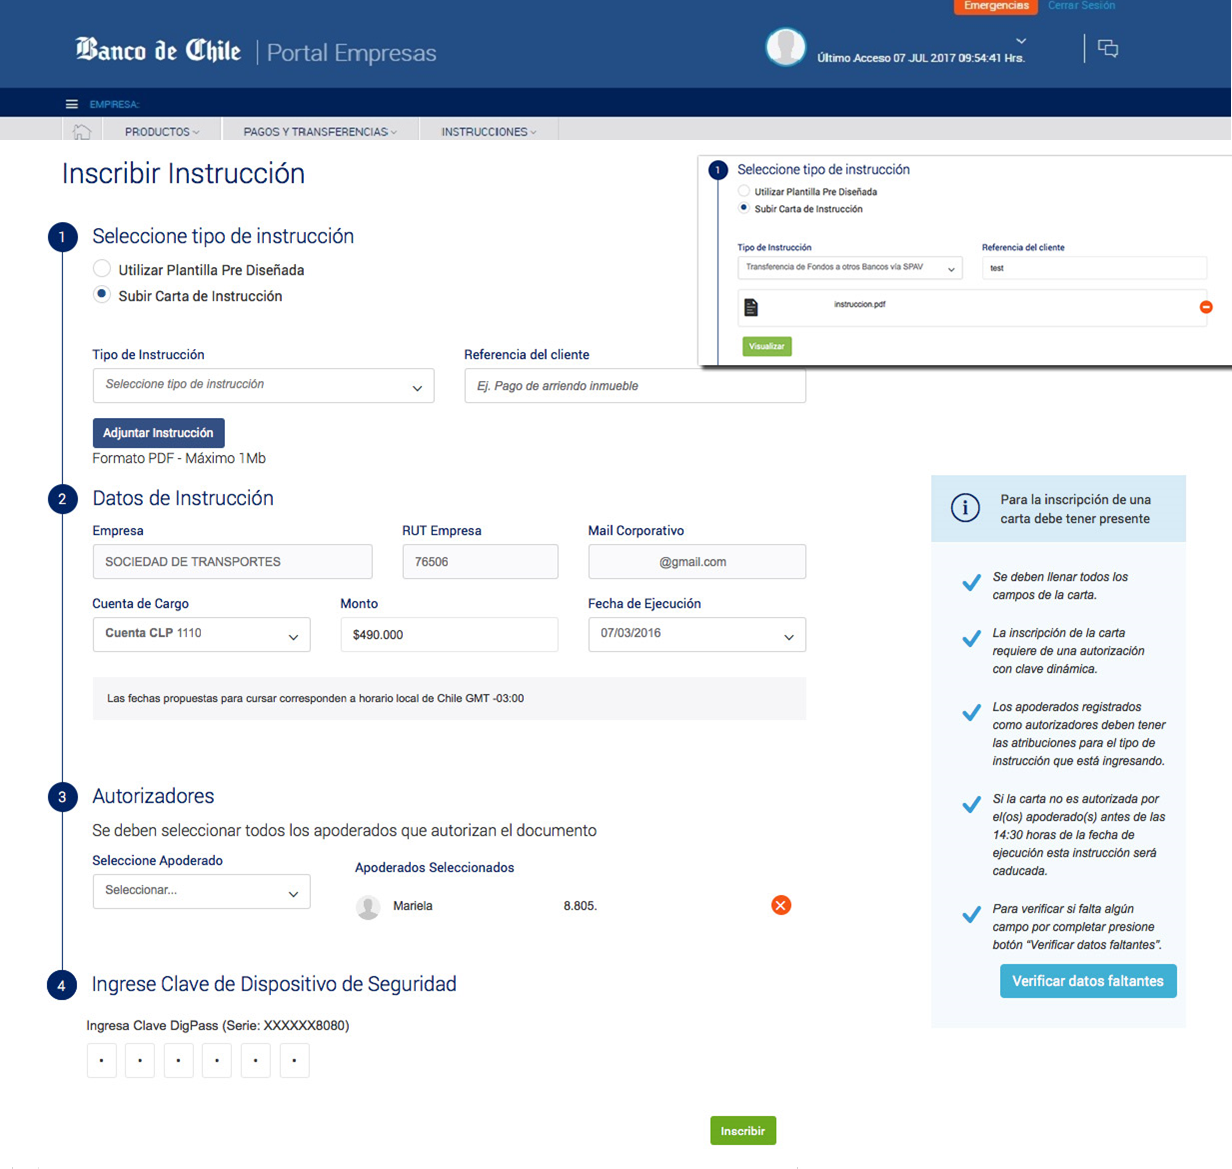 Emergencias Cerrar Sesión
Banco de Chile | Portal Empresas
Último Acceso 07 JUL 2017 09:54:41 Hrs.
EMPRESA:
PRODUCTOS PAGOS Y TRANSFERENCIAS INSTRUCCIONES
Inscribir Instrucción
1 Seleccione tipo de instrucción
Utilizar Plantilla Pre Diseñada
Subir Carta de Instrucción
Tipo de Instrucción Referencia del cliente
Seleccione tipo de instrucción Ej. Pago de arriendo inmueble
Adjuntar Instrucción
Formato PDF - Máximo 1Mb
1 Seleccione tipo de instrucción
Utilizar Plantilla Pre Diseñada
Subir Carta de Instrucción
Tipo de Instrucción Referencia del cliente
Transferencia de Fondos a otros Bancos vía SPAV test
instruccion.pdf
Visualizar
2 Datos de Instrucción
Empresa RUT Empresa Mail Corporativo
SOCIEDAD DE TRANSPORTES 76506 @gmail.com
Cuenta de Cargo Monto Fecha de Ejecución
Cuenta CLP 1110 $490.000 07/03/2016
Las fechas propuestas para cursar corresponden a horario local de Chile GMT -03:00
3 Autorizadores
Se deben seleccionar todos los apoderados que autorizan el documento
Seleccione Apoderado Apoderados Seleccionados
Seleccionar... Mariela 8.805.
4 Ingrese Clave de Dispositivo de Seguridad
Ingresa Clave DigPass (Serie: XXXXXX8080)
Inscribir
i Para la inscripción de una
carta debe tener presente
Se deben llenar todos los
campos de la carta.
La inscripción de la carta
requiere de una autorización
con clave dinámica.
Los apoderados registrados
como autorizadores deben tener
las atribuciones para el tipo de
instrucción que está ingresando.
Si la carta no es autorizada por
el(os) apoderado(s) antes de las
14:30 horas de la fecha de
ejecución esta instrucción será
caducada.
Para verificar si falta algún
campo por completar presione
botón "Verificar datos faltantes".
Verificar datos faltantes